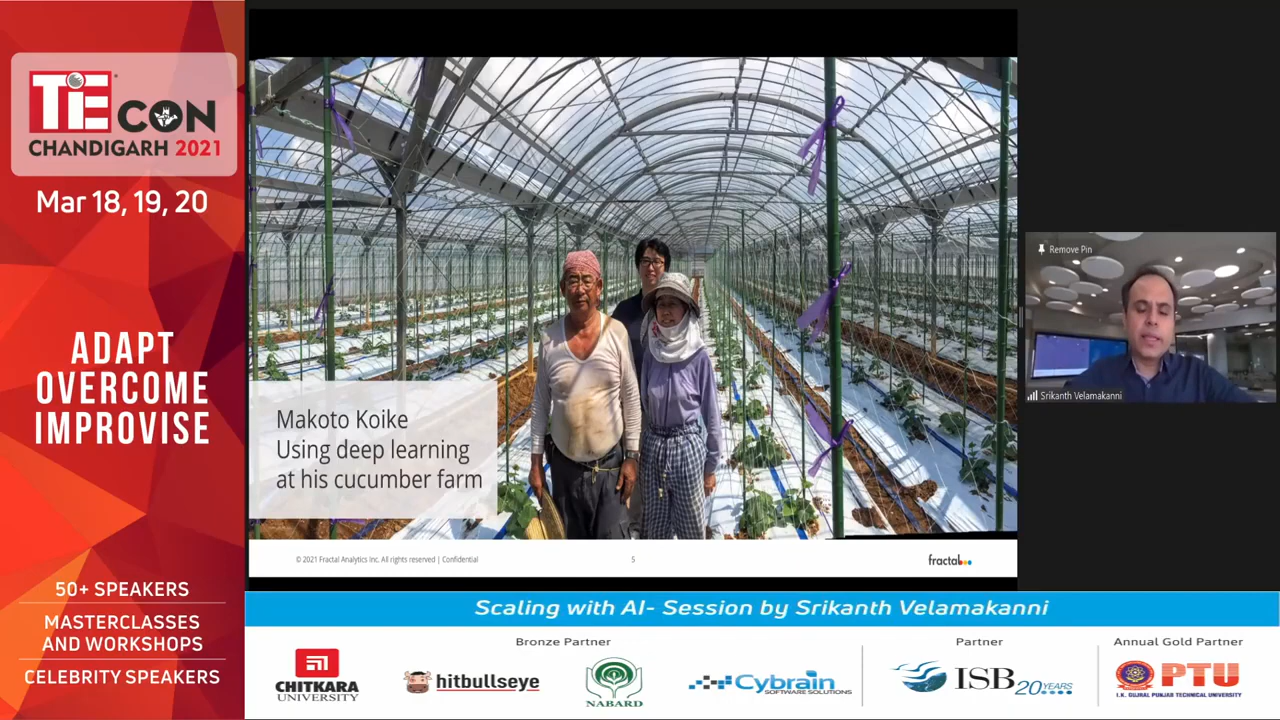 TiE CON
CHANDIGARH 2021
Mar 18, 19, 20
ADAPT
OVERCOME
IMPROVISE
50+ SPEAKERS
MASTERCLASSES
AND WORKSHOPS
CELEBRITY SPEAKERS
Makoto Koike
Using deep learning
at his cucumber farm
© 2021 Fractal Analytics Inc. All rights reserved | Confidential
5
fractal
Remove Pin
Srikanth Velamakanni
Scaling with AI- Session by Srikanth Velamakanni
Bronze Partner
Partner
Annual Gold Partner
CHITKARA
UNIVERSITY
hitbullseye
NABARD
Cybrain
SOFTWARE SOLUTIONS
ISB 20 YEARS
PTU
I.K. GUJRAL PUNJAB TECHNICAL UNIVERSITY